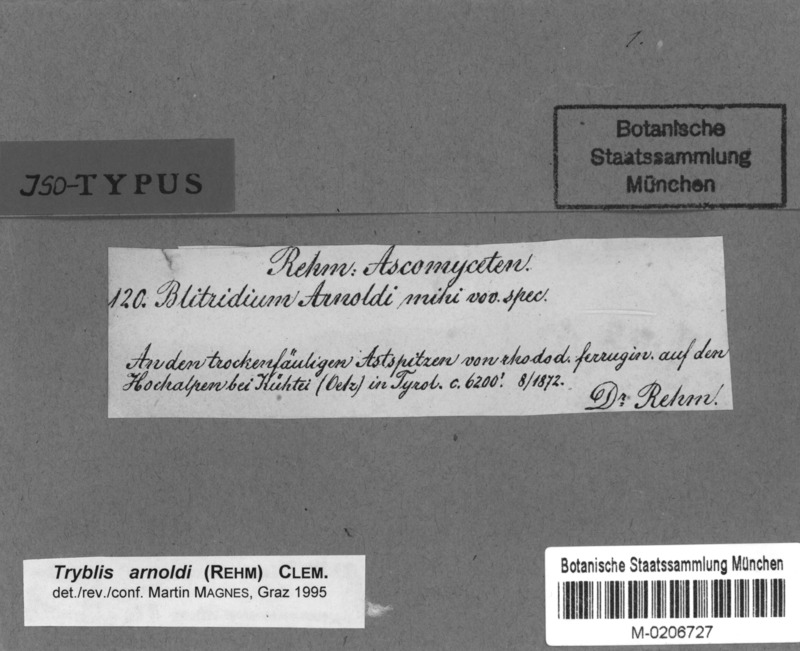 1.
Botanische
Staatssammlung
München
ISO-TYPUS
Rehm: Ascomyceten.
120. Blitridium Arnoldi mihi vov. spec.
An den trockenfäuligen Astspitzen von rhodod. ferrugin. auf den
Hochalpen bei Kühtei (Oetz) in Tyrol. c. 6200'. 8/1872.
Dr. Rehm.
Tryblis arnoldi (REHM) CLEM.
det./rev./conf. Martin MAGNES, Graz 1995
Botanische Staatssammlung München
M-0206727